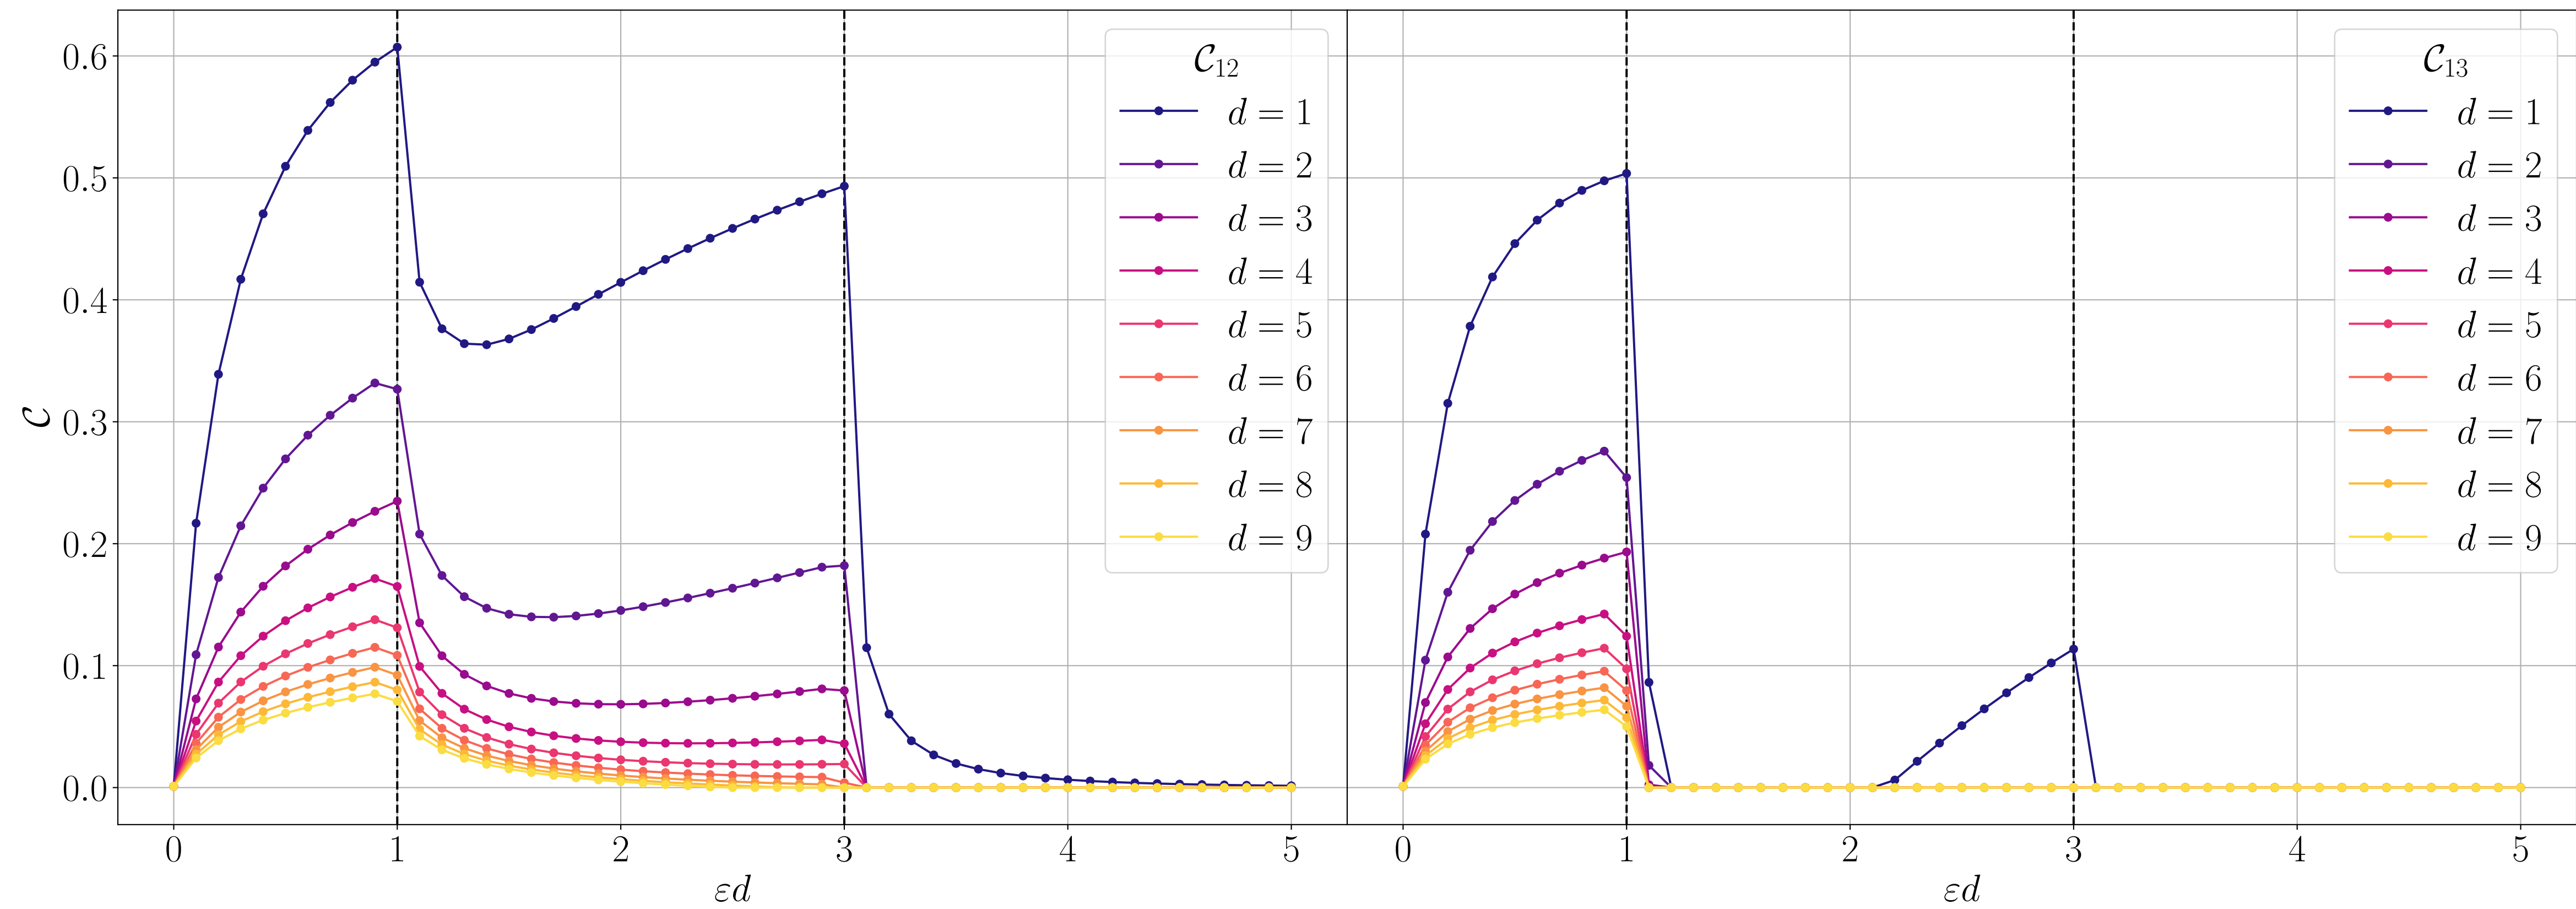 𝒞
0.6
0.5
0.4
0.3
0.2
0.1
0.0
0 1 2 3 4 5
εd
𝒞₁₂
d = 1
d = 2
d = 3
d = 4
d = 5
d = 6
d = 7
d = 8
d = 9
0 1 2 3 4 5
εd
𝒞₁₃
d = 1
d = 2
d = 3
d = 4
d = 5
d = 6
d = 7
d = 8
d = 9